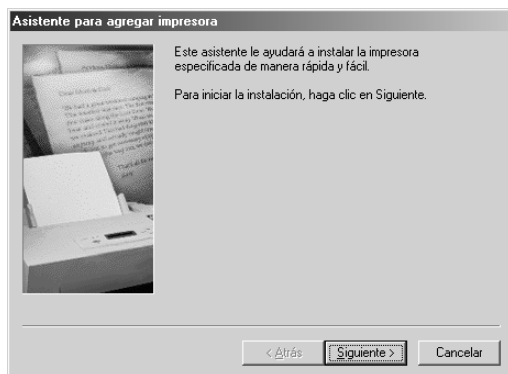 Asistente para agregar impresora
Este asistente le ayudará a instalar la impresora
especificada de manera rápida y fácil.
Para iniciar la instalación, haga clic en Siguiente.
< Atrás
Siguiente >
Cancelar